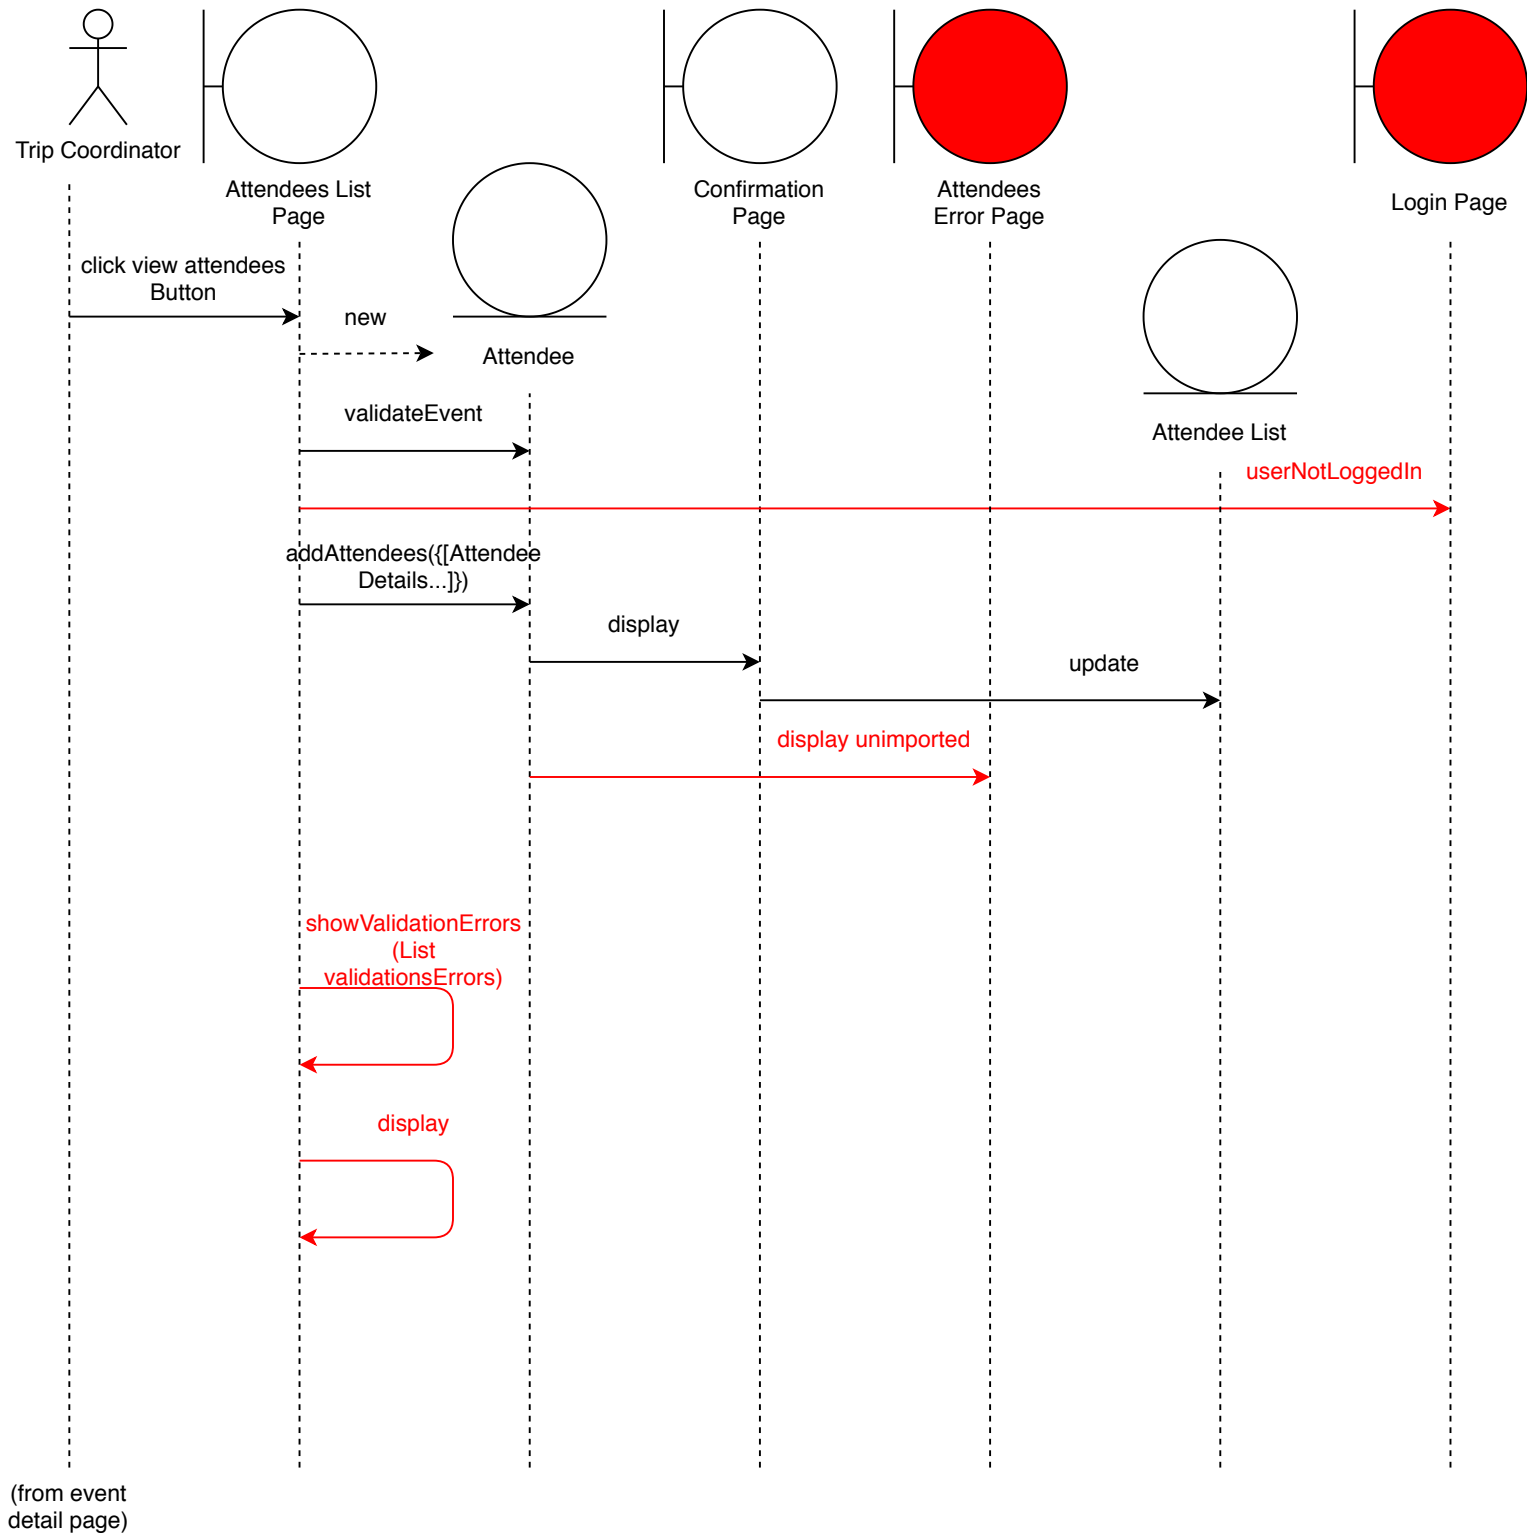 Trip Coordinator
Attendees List
Page
Confirmation
Page
Attendees
Error Page
Login Page
click view attendees
Button
new
Attendee
validateEvent
Attendee List
userNotLoggedIn
addAttendees({[Attendee
Details...]})
display
update
display unimported
showValidationErrors
(List
validationsErrors)
display
(from event
detail page)